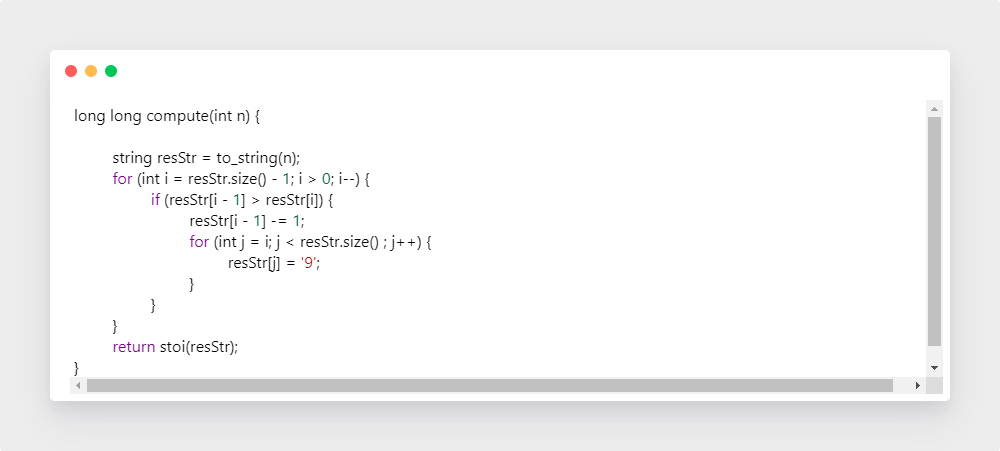 long long compute(int n) {
string resStr = to_string(n);
for (int i = resStr.size() - 1; i > 0; i--) {
if (resStr[i - 1] > resStr[i]) {
resStr[i - 1] -= 1;
for (int j = i; j < resStr.size() ; j++) {
resStr[j] = '9';
}
}
}
return stoi(resStr);
}